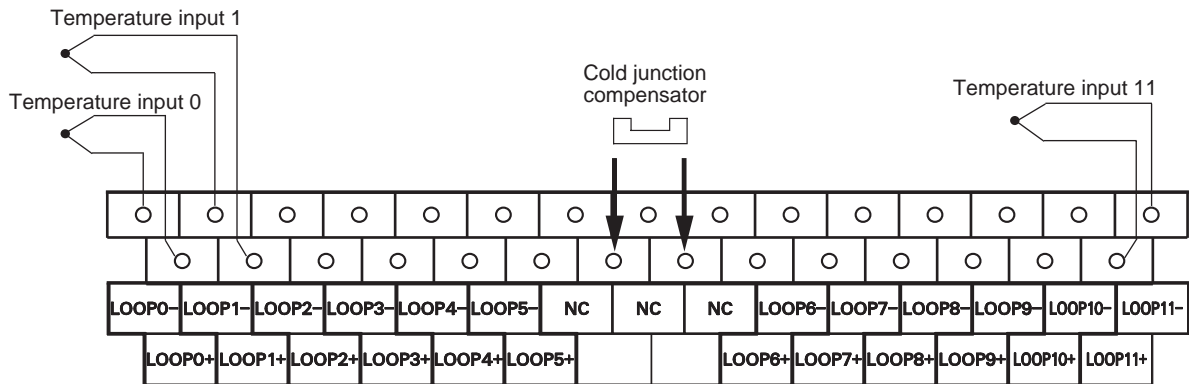 Temperature input 1
Temperature input 0
Cold junction
compensator
Temperature input 11
LOOP0- LOOP1- LOOP2- LOOP3- LOOP4- LOOP5- NC NC NC LOOP6- LOOP7- LOOP8- LOOP9- LOOP10- LOOP11-
LOOP0+ LOOP1+ LOOP2+ LOOP3+ LOOP4+ LOOP5+ LOOP6+ LOOP7+ LOOP8+ LOOP9+ LOOP10+ LOOP11+